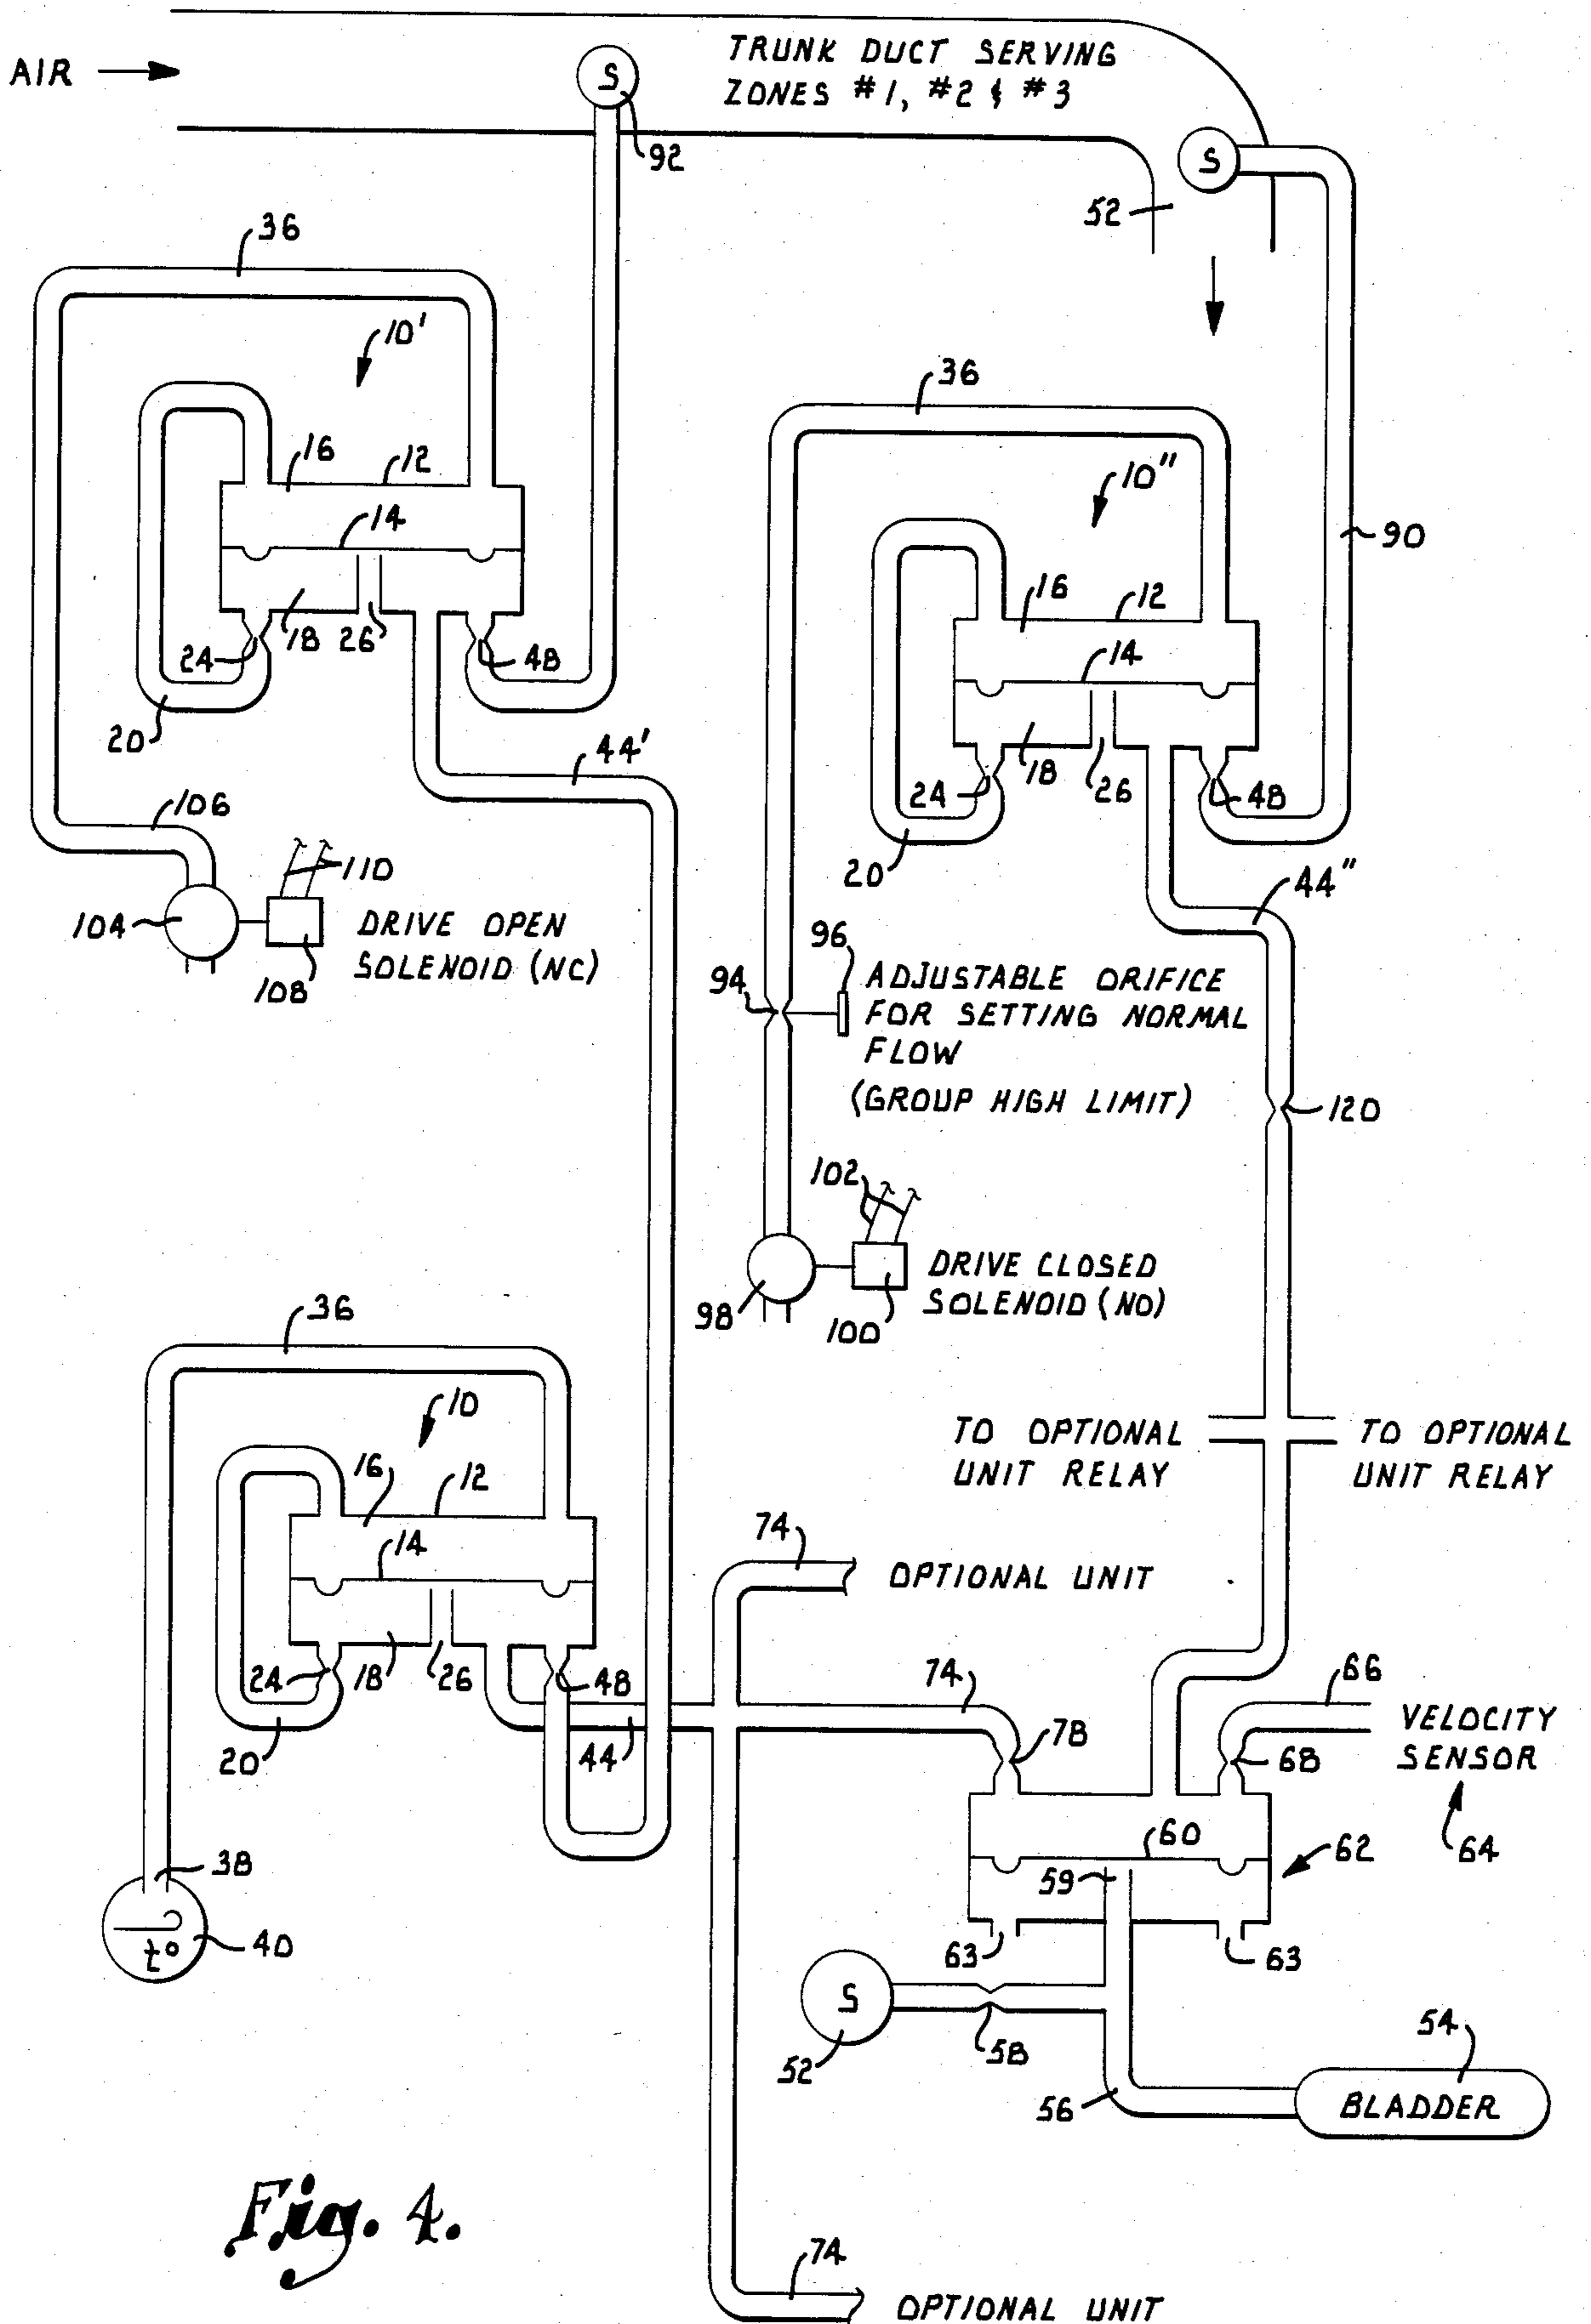 AIR
S
TRUNK DUCT SERVING
ZONES #1, #2 & #3
92
S
52
36
10'
36
16
12
10"
14
90
16
12
18
26
48
24
14
20
44'
18
24
26
48
106
20
110
44"
104
DRIVE OPEN
SOLENOID (NC)
96
108
94
ADJUSTABLE ORIFICE
FOR SETTING NORMAL
FLOW
(GROUP HIGH LIMIT)
120
102
DRIVE CLOSED
SOLENOID (NO)
98
100
36
10
TO OPTIONAL
UNIT RELAY
TO OPTIONAL
UNIT RELAY
16
12
74
14
OPTIONAL UNIT
24
18
26
48
74
66
VELOCITY
SENSOR
20
44
78
68
64
60
62
38
59
40
t°
63
63
S
58
52
54
56
BLADDER
Fig. 4.
74
OPTIONAL UNIT